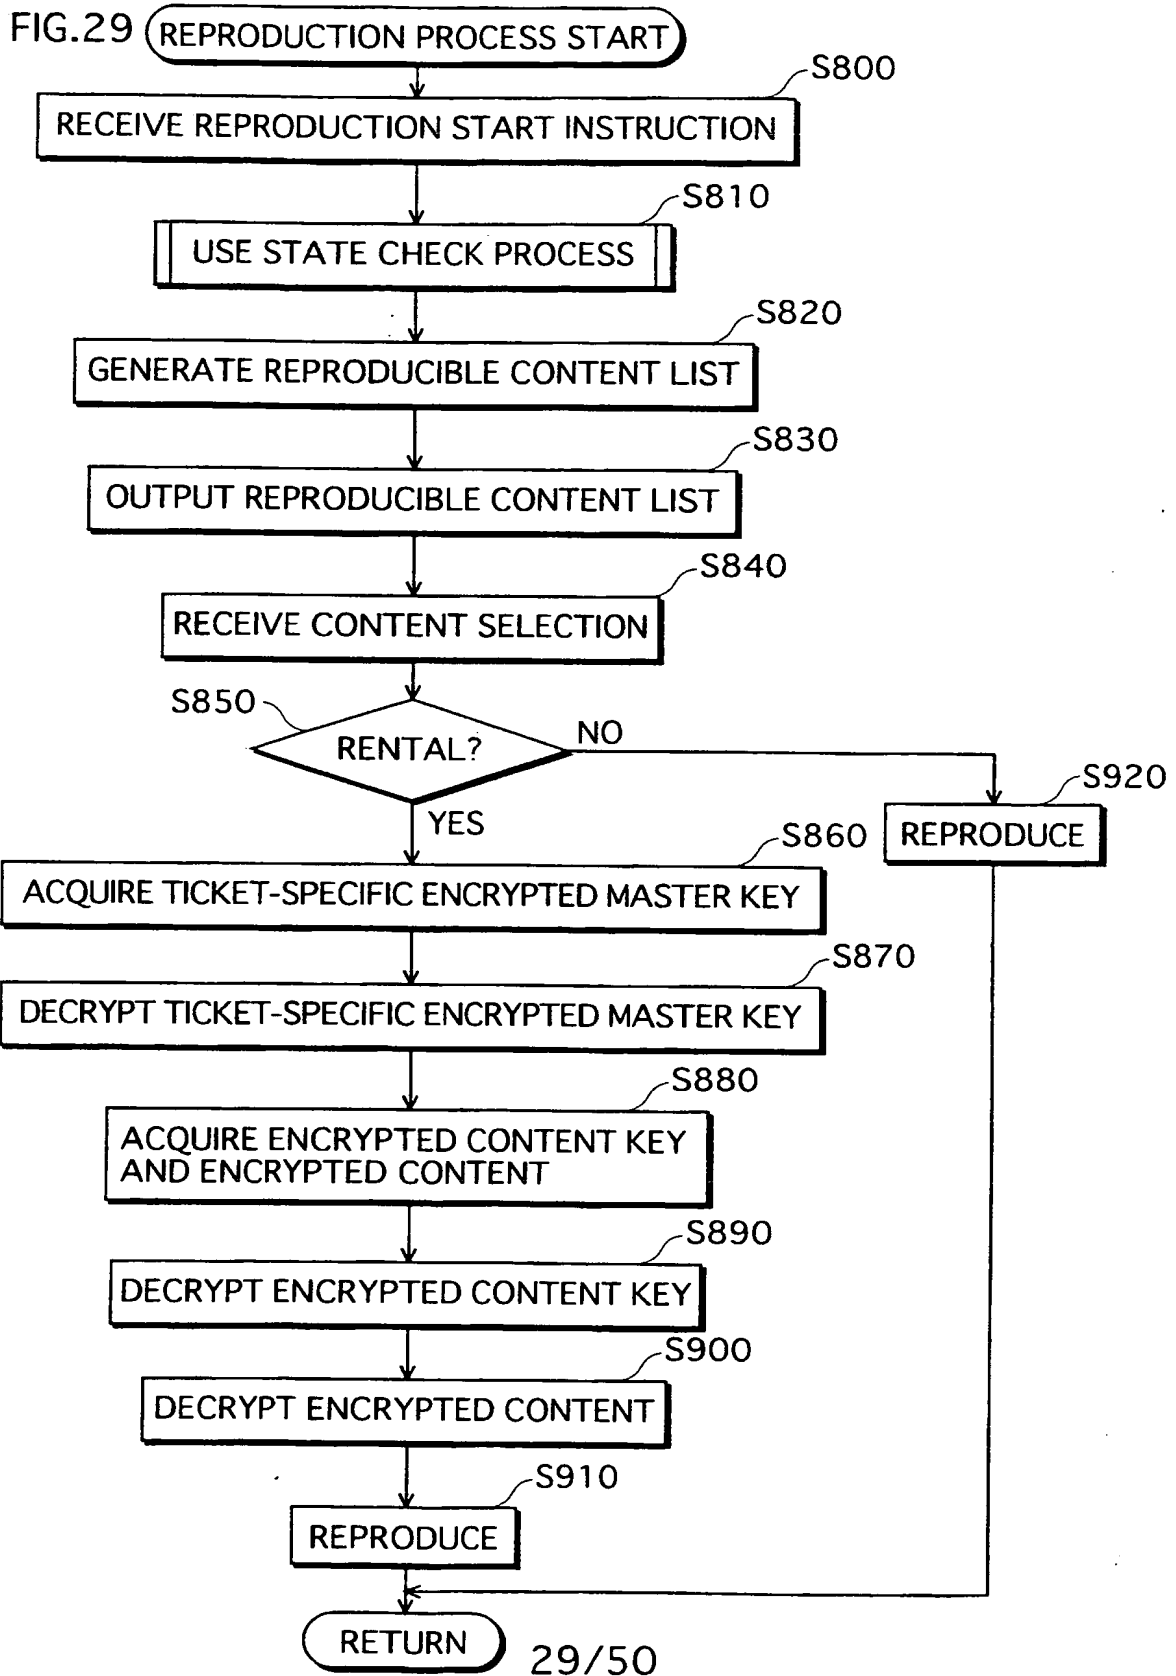 FIG.29
REPRODUCTION PROCESS START
S800
RECEIVE REPRODUCTION START INSTRUCTION
S810
USE STATE CHECK PROCESS
S820
GENERATE REPRODUCIBLE CONTENT LIST
S830
OUTPUT REPRODUCIBLE CONTENT LIST
S840
RECEIVE CONTENT SELECTION
S850
RENTAL?
NO
YES
S920
REPRODUCE
S860
ACQUIRE TICKET-SPECIFIC ENCRYPTED MASTER KEY
S870
DECRYPT TICKET-SPECIFIC ENCRYPTED MASTER KEY
S880
ACQUIRE ENCRYPTED CONTENT KEY
AND ENCRYPTED CONTENT
S890
DECRYPT ENCRYPTED CONTENT KEY
S900
DECRYPT ENCRYPTED CONTENT
S910
REPRODUCE
RETURN
29/50